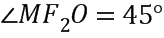 ∠MF₂O = 45°